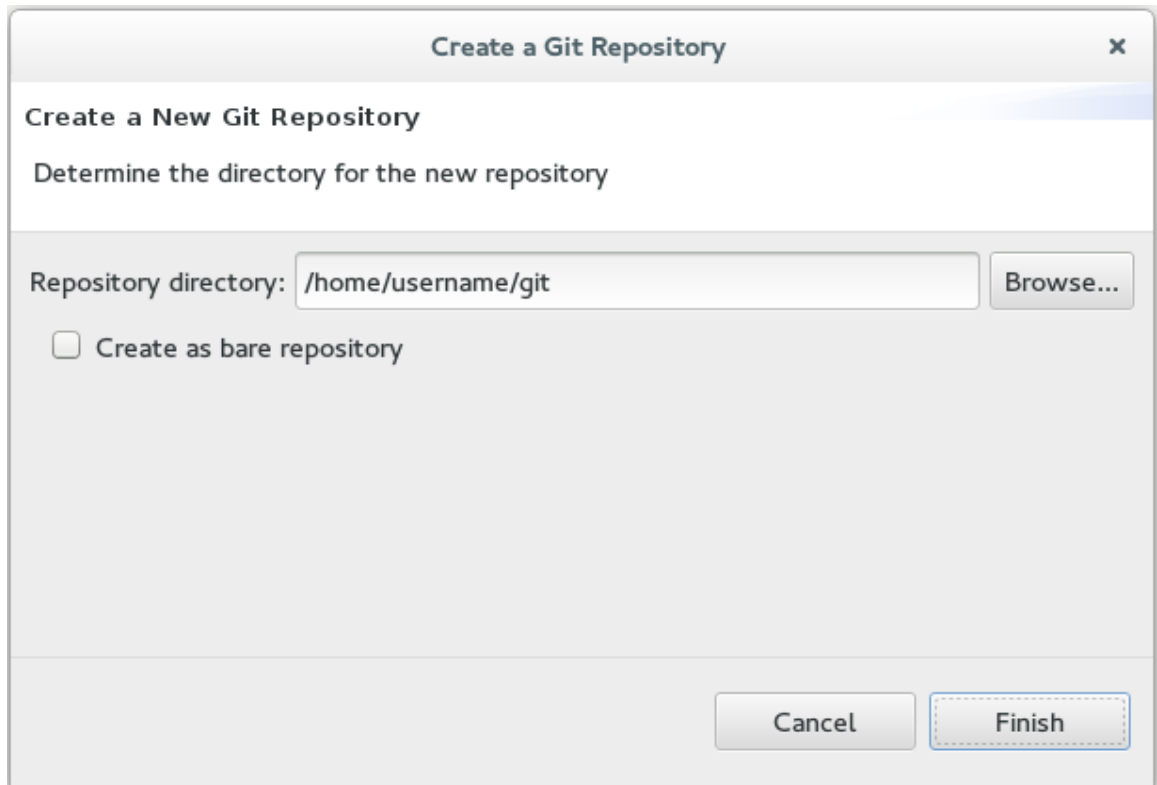 Create a Git Repository
Create a New Git Repository
Determine the directory for the new repository
Repository directory: /home/username/git Browse...
Create as bare repository
Cancel Finish